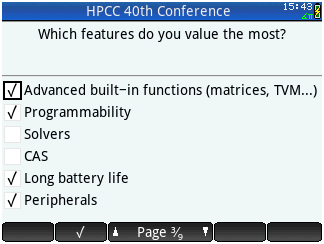 HPCC 40th Conference 15:43
Which features do you value the most?
Advanced built-in functions (matrices, TVM...)
Programmability
Solvers
CAS
Long battery life
Peripherals
Page 3/9